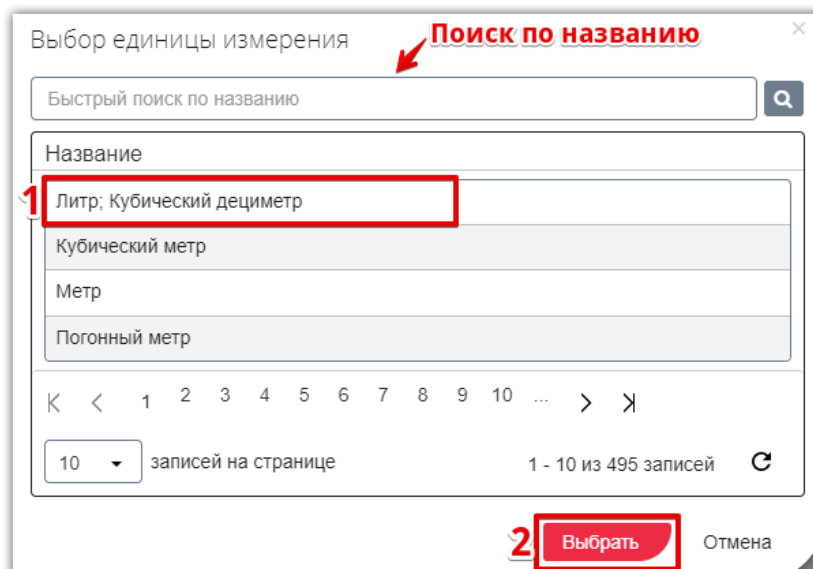 Выбор единицы измерения
Поиск по названию
Быстрый поиск по названию
Название
1
Литр; Кубический дециметр
Кубический метр
Метр
Погонный метр
1 2 3 4 5 6 7 8 9 10 ...
10 записей на странице 1 - 10 из 495 записей
2 Выбрать Отмена